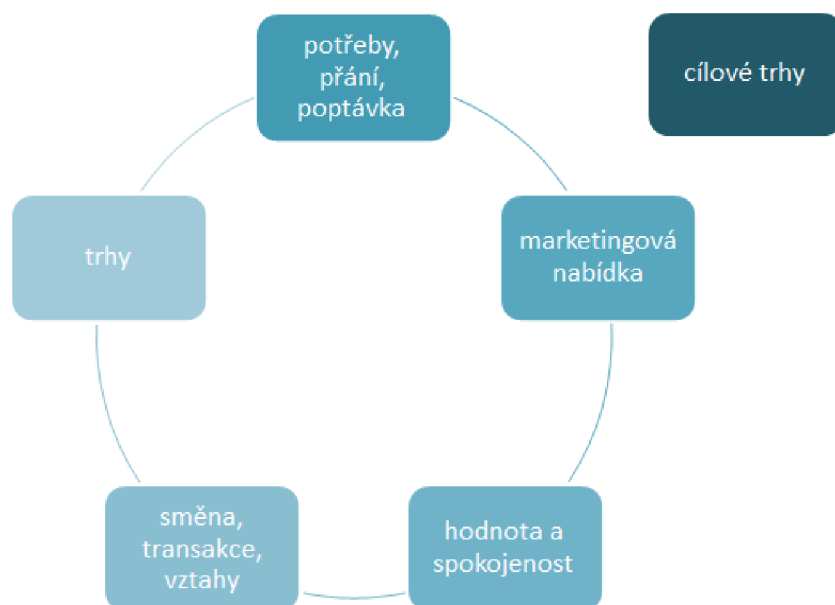 potřeby,
přání,
poptávka
cílové trhy
marketingová
nabídka
hodnota a
spokojenost
směna,
transakce,
vztahy
trhy